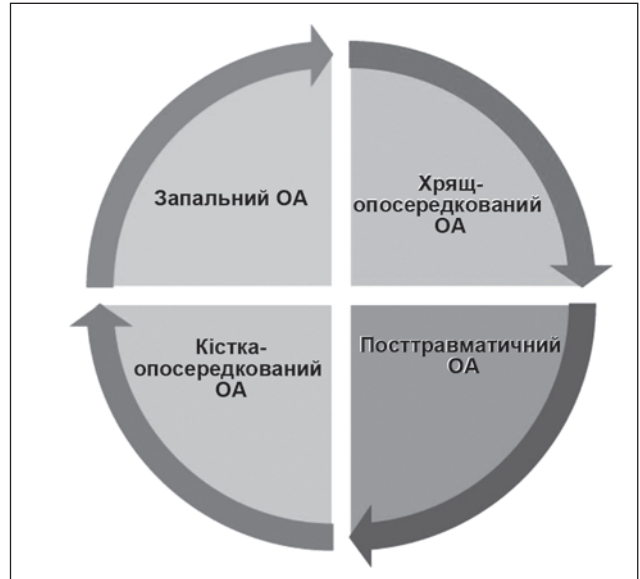 Запальний ОА
Хрящ-
опосередкований
ОА
Кістка-
опосередкований
ОА
Посттравматичний
ОА